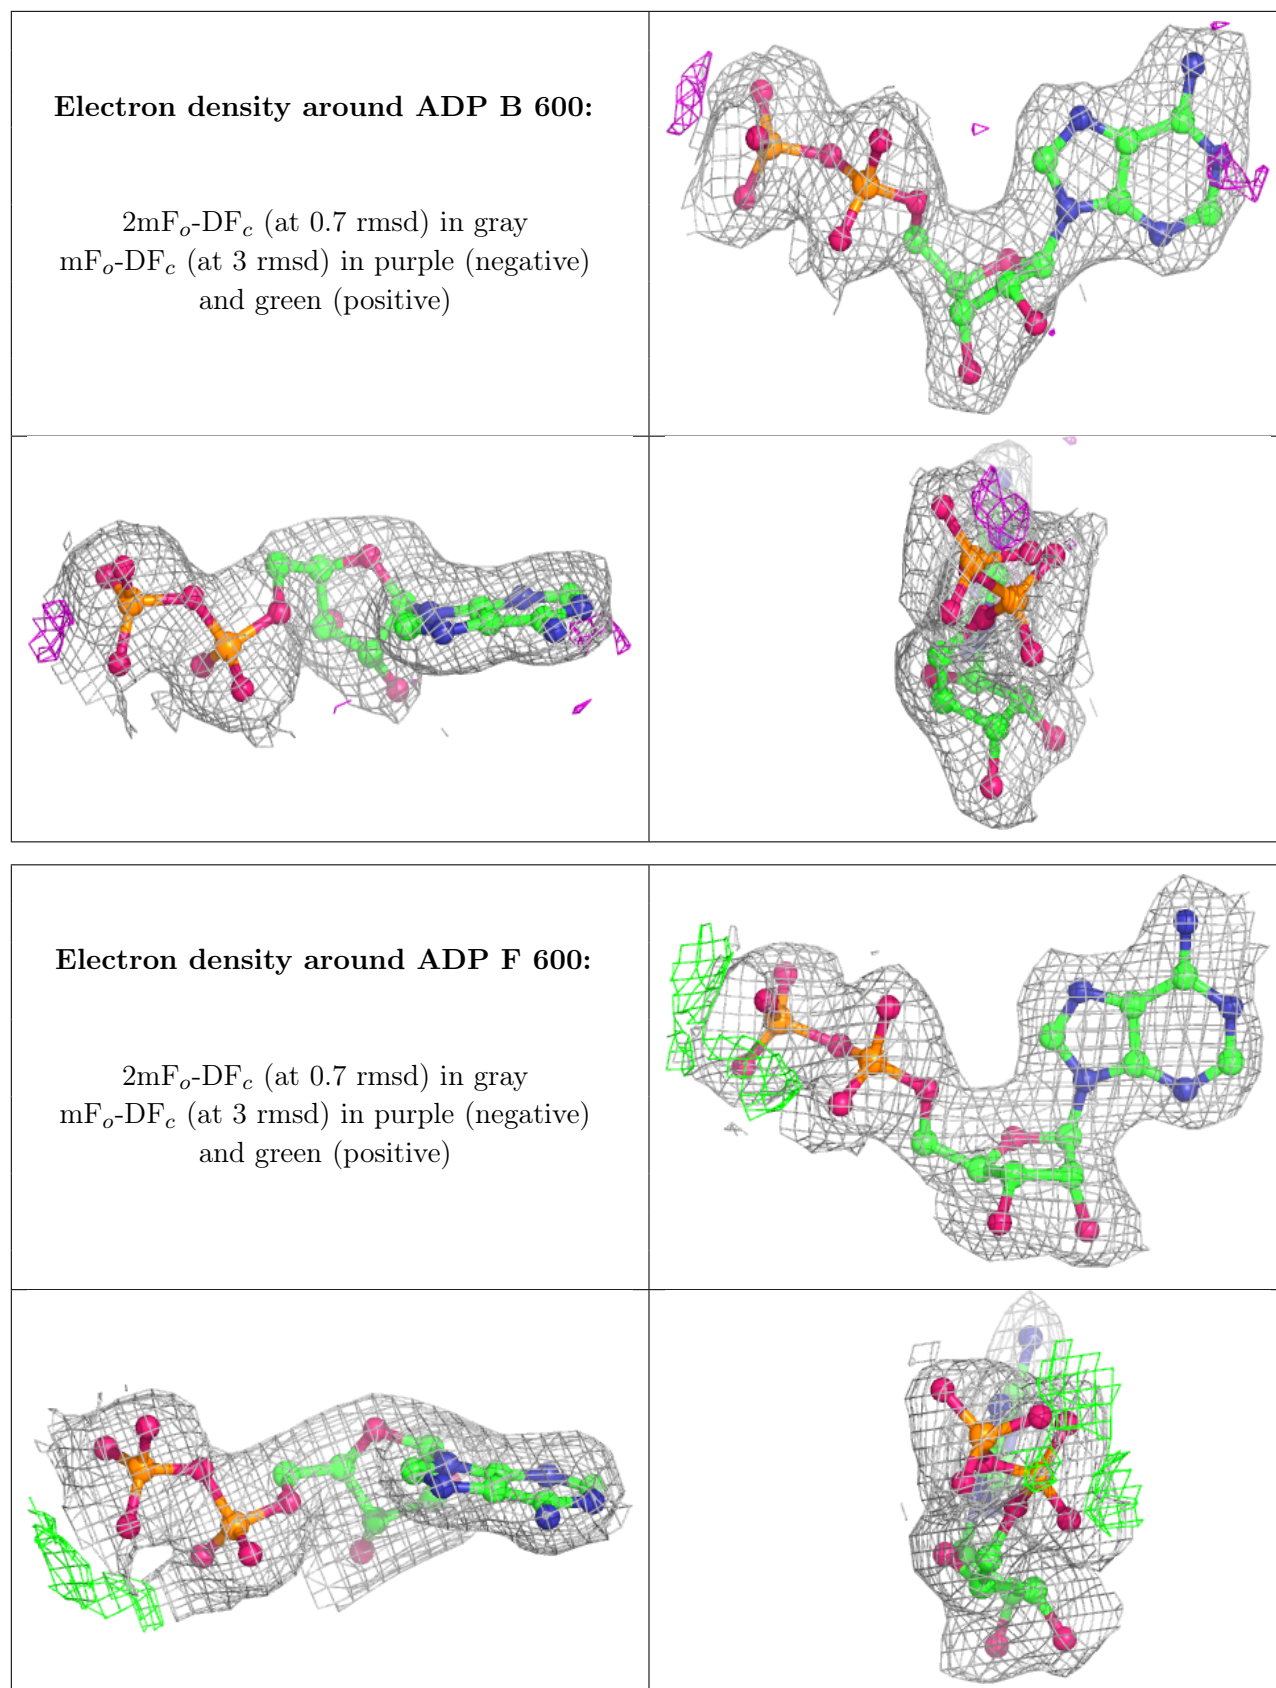 Electron density around ADP B 600:
2mFo-DFc (at 0.7 rmsd) in gray
mFo-DFc (at 3 rmsd) in purple (negative)
and green (positive)
Electron density around ADP F 600:
2mFo-DFc (at 0.7 rmsd) in gray
mFo-DFc (at 3 rmsd) in purple (negative)
and green (positive)